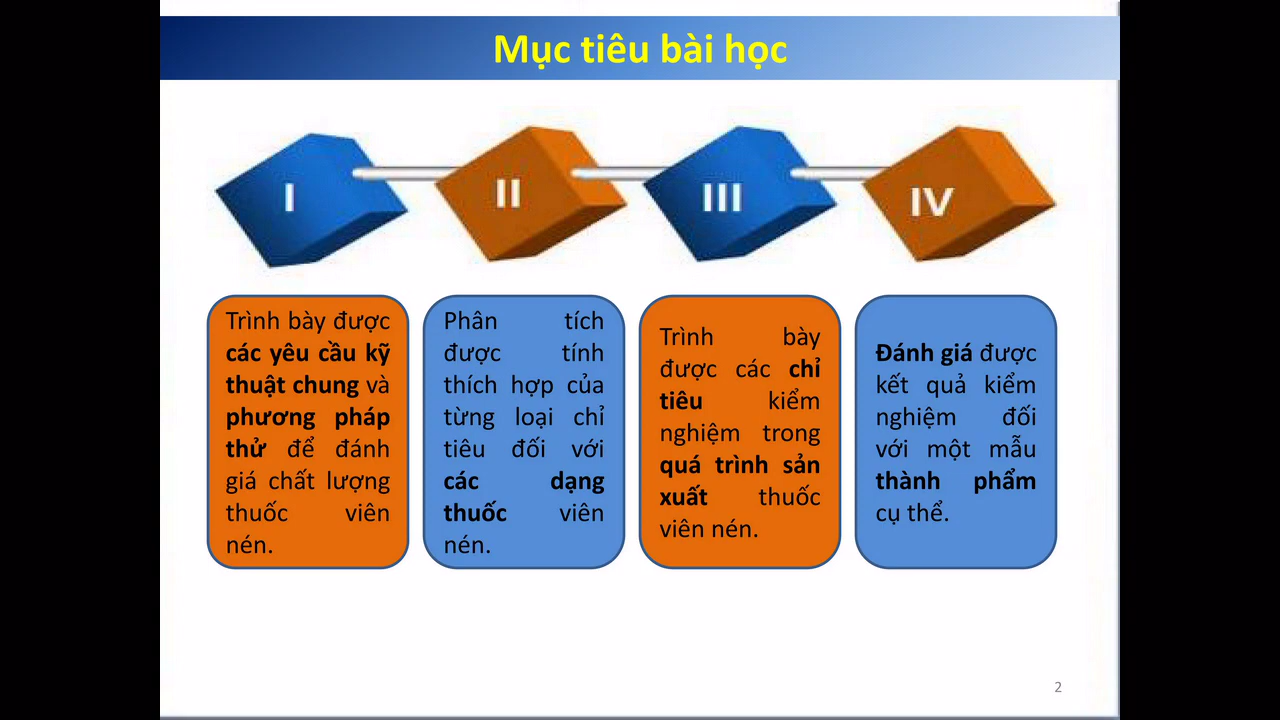 Mục tiêu bài học
I
II
III
IV
Trình bày được
các yêu cầu kỹ
thuật chung và
phương pháp
thử để đánh
giá chất lượng
thuốc viên
nén.
Phân tích
được tính
thích hợp của
từng loại chỉ
tiêu đối với
các dạng
thuốc viên
nén.
Trình bày
được các chỉ
tiêu kiểm
nghiệm trong
quá trình sản
xuất thuốc
viên nén.
Đánh giá được
kết quả kiểm
nghiệm đối
với một mẫu
thành phẩm
cụ thể.
2